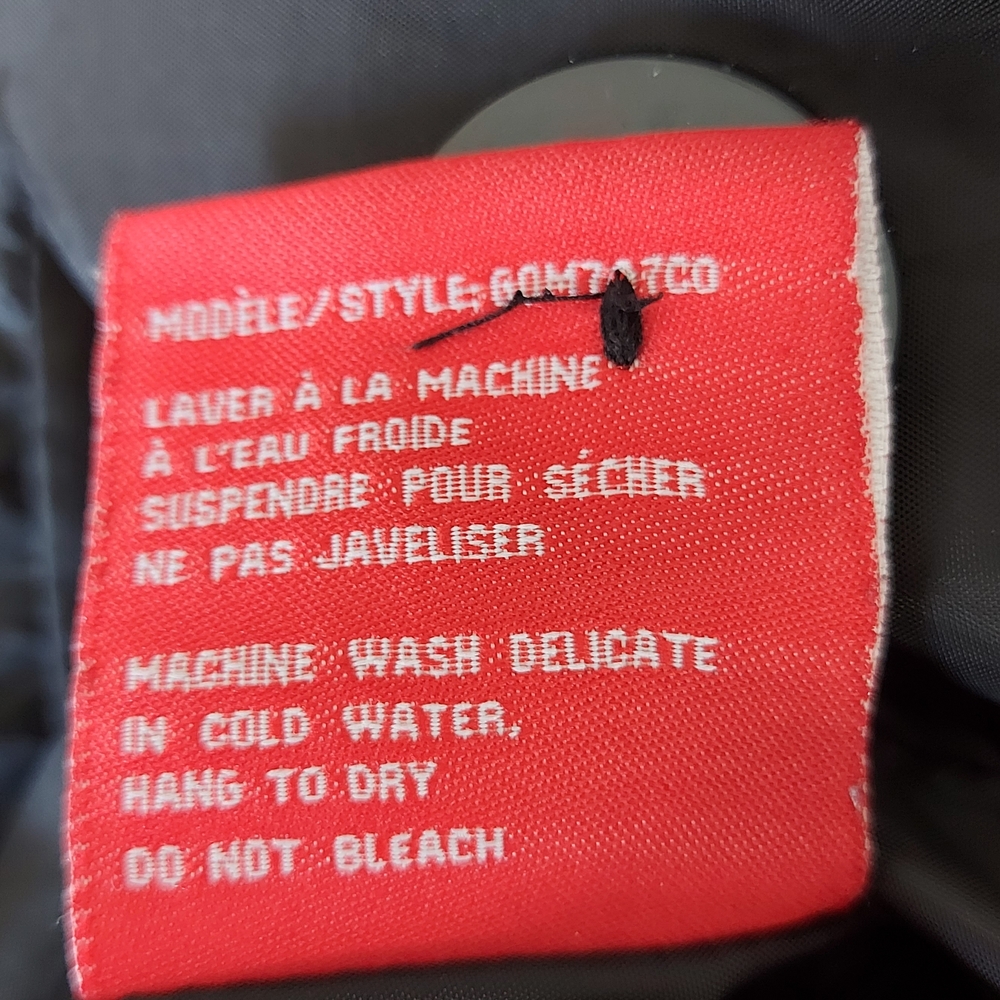 MODÈLE/STYLE:
LAVER À LA MACHINE
À L'EAU FROIDE
SUSPENDRE POUR SÉCHER
NE PAS JAVELISER
MACHINE WASH DELICATE
IN COLD WATER,
HANG TO DRY
DO NOT BLEACH